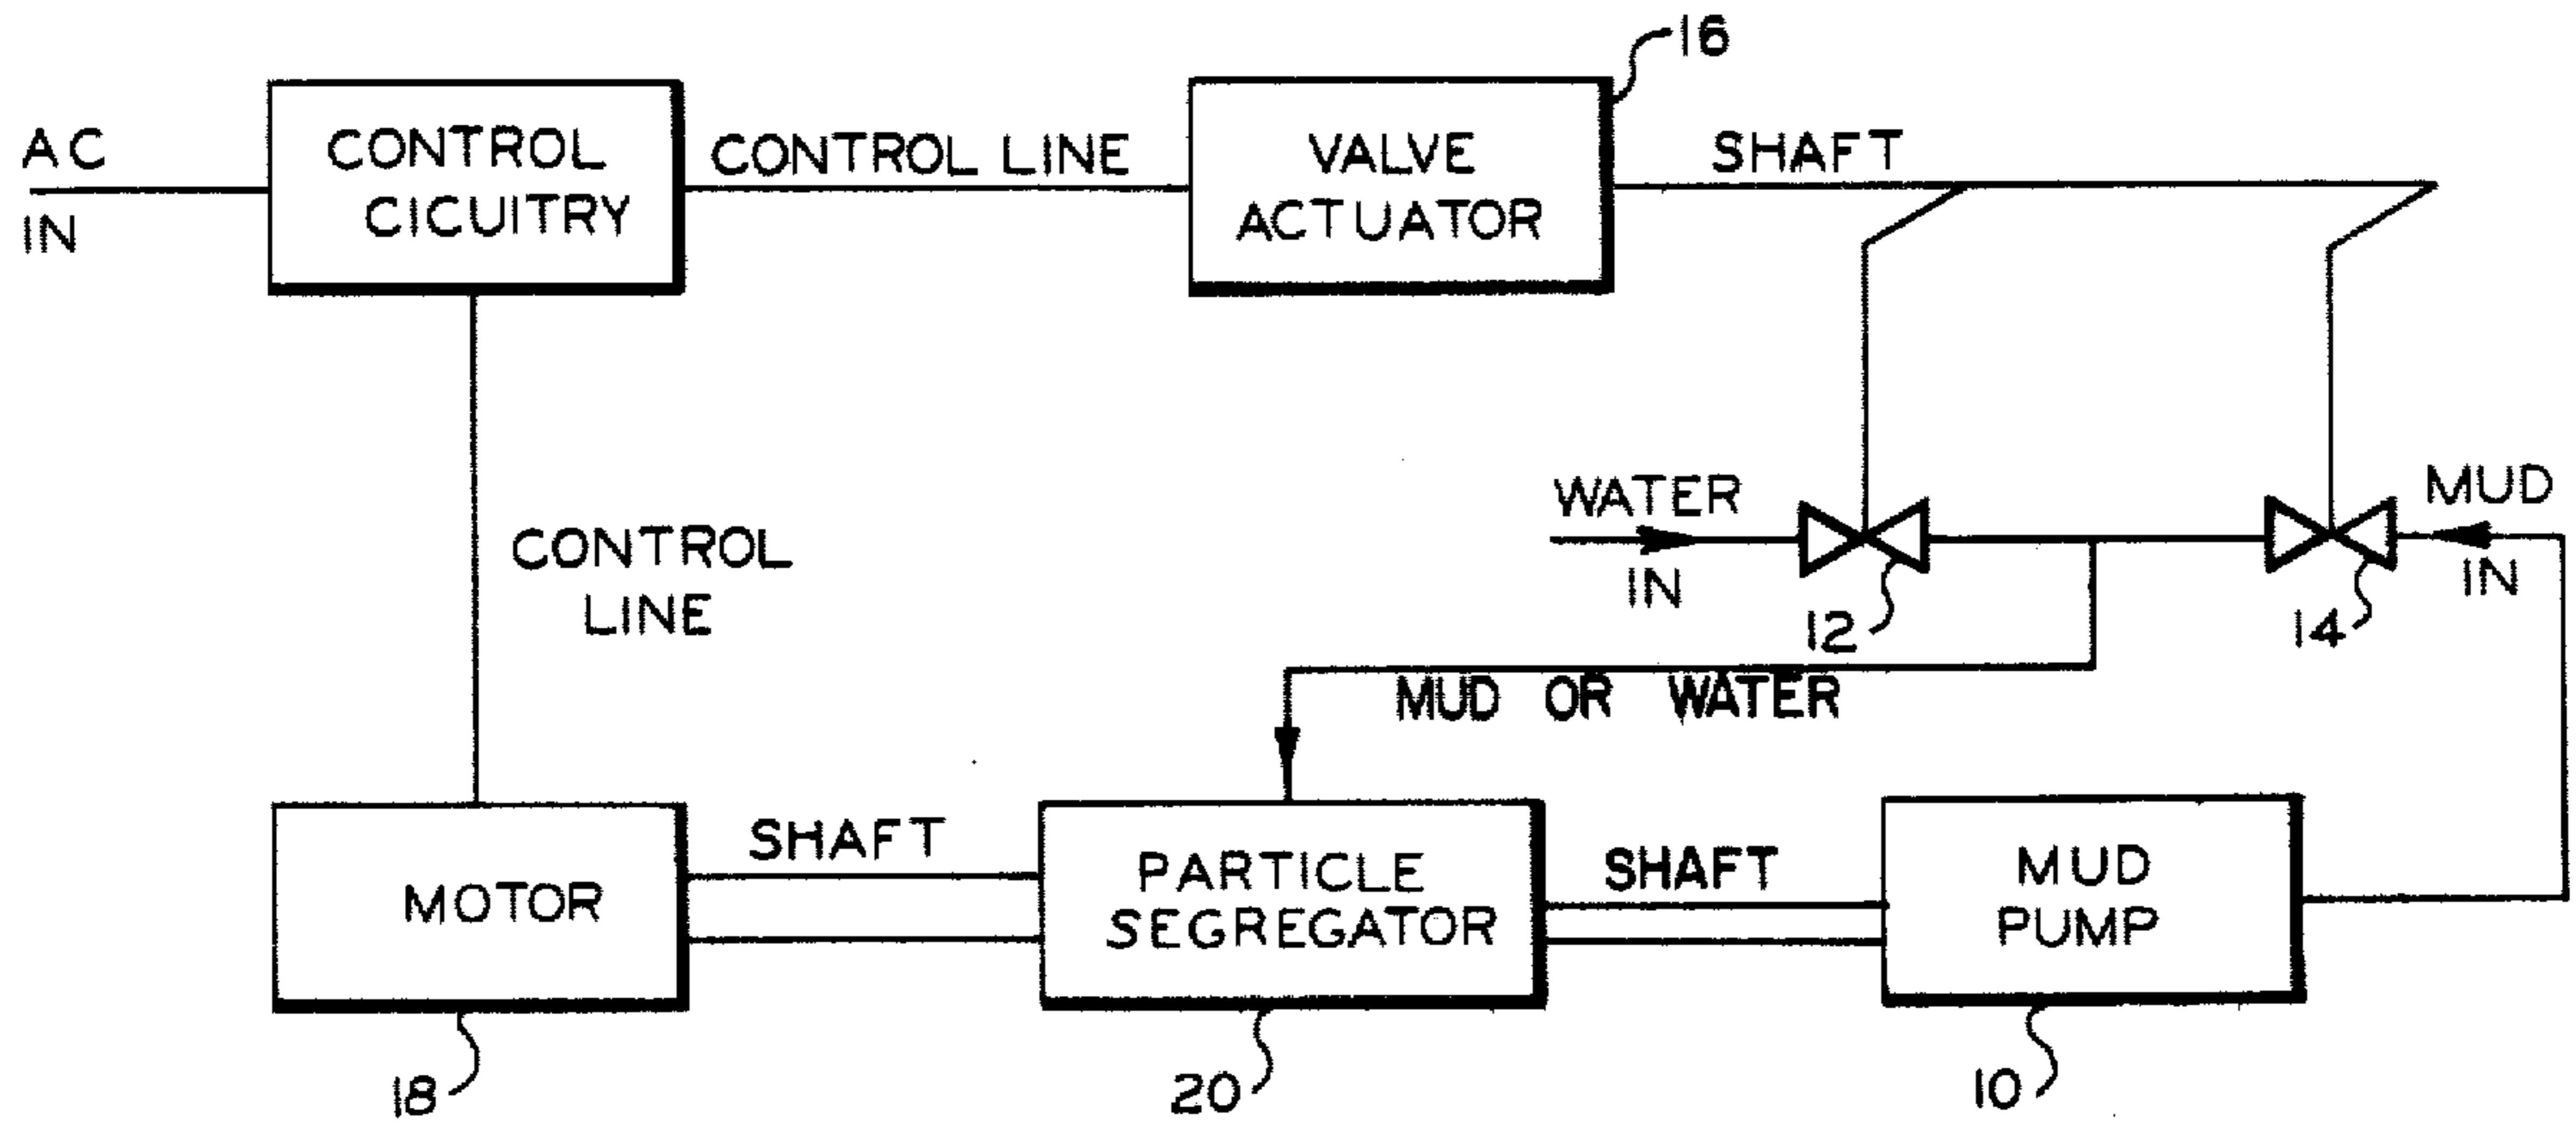 16
AC
IN
CONTROL
CICUITRY
CONTROL LINE
VALVE
ACTUATOR
SHAFT
WATER
IN
MUD
IN
12
14
CONTROL
LINE
MUD OR WATER
MOTOR
SHAFT
PARTICLE
SEGREGATOR
SHAFT
MUD
PUMP
18
20
10